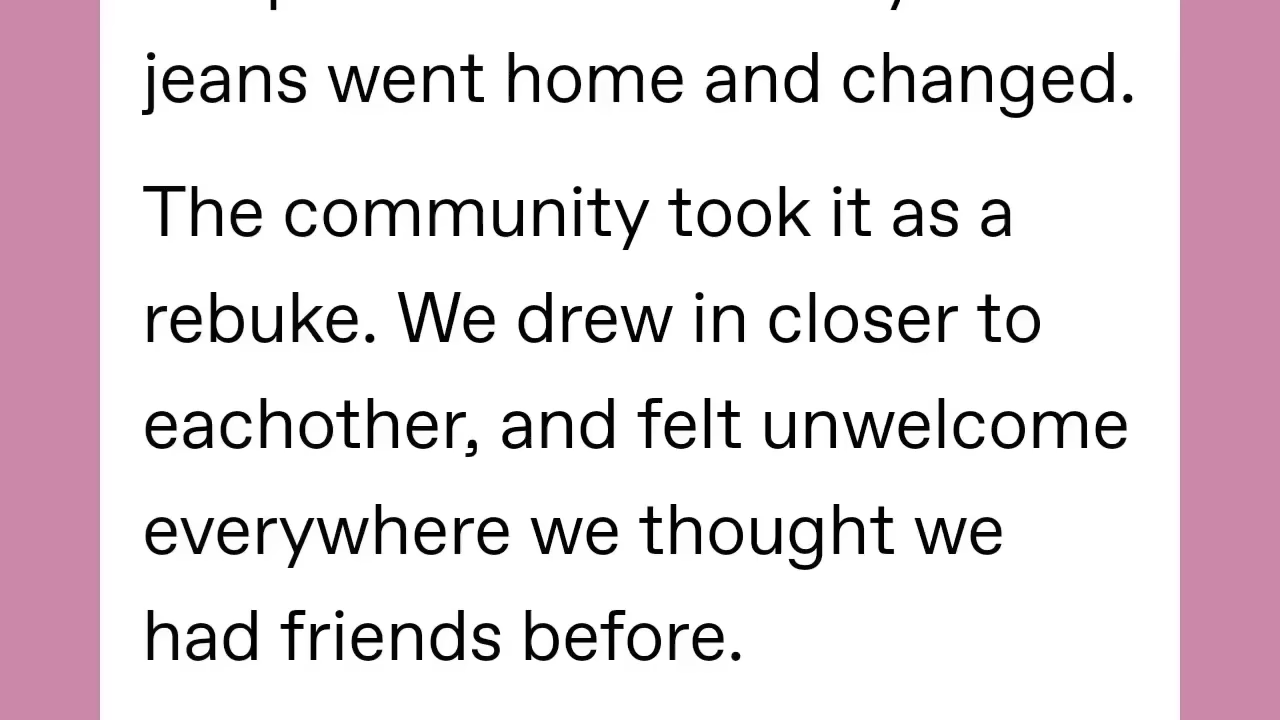 jeans went home and changed.
The community took it as a
rebuke. We drew in closer to
eachother, and felt unwelcome
everywhere we thought we
had friends before.